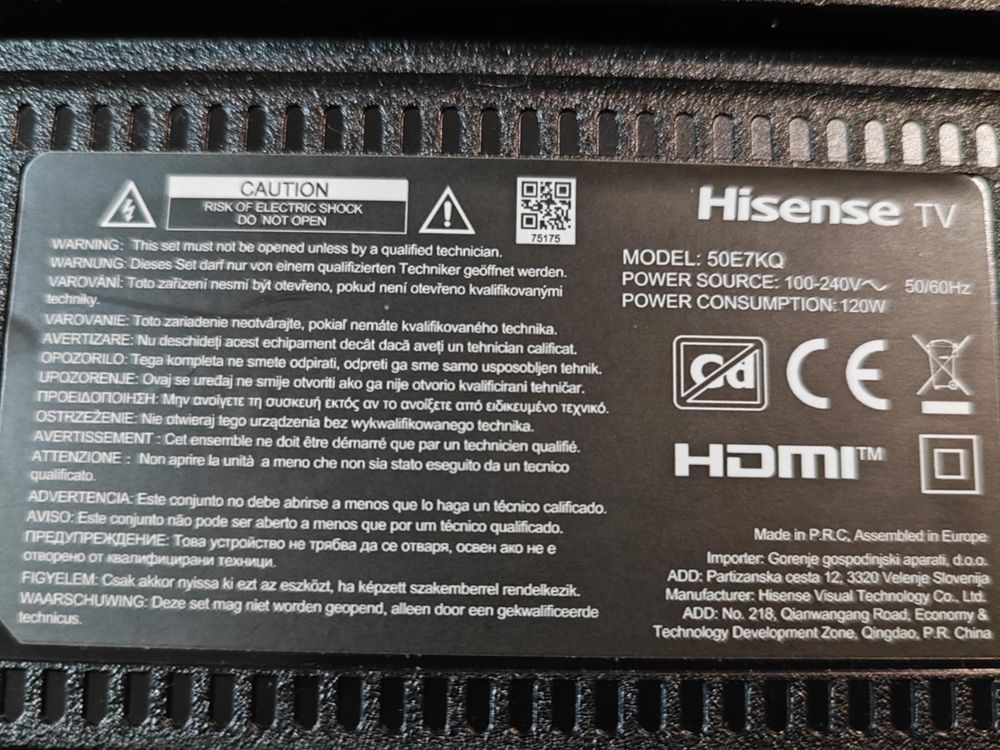 CAUTION
RISK OF ELECTRIC SHOCK
DO NOT OPEN
75175
WARNING: This set must not be opened unless by a qualified technician.
WARNUNG: Dieses Set darf nur von einem qualifizierten Techniker geöffnet werden.
VAROVÁNI: Toto zařízení nesmí být otevřeno, pokud není otevřeno kvalifikovanými
techniky.
VAROVANIE: Toto zariadenie neotvárajte, pokiaľ nemáte kvalifikovaného technika.
AVERTIZARE: Nu deschideți acest echipament decât dacă aveți un tehnician calificat.
OPOZORILO: Tega kompleta ne smete odpirati, odpreti ga sme samo usposobljen tehnik.
UPOZORENJE: Ovaj se uređaj ne smije otvoriti ako ga nije otvorio kvalificirani tehničar.
ΠΡΟΕΙΔΟΠΟΙΗΣΗ: Μην ανοίγετε τη συσκευή εκτός αν το ανοίξετε από ειδικευμένο τεχνικό.
OSTRZEŻENIE: Nie otwieraj tego urządzenia bez wykwalifikowanego technika.
AVERTISSEMENT : Cet ensemble ne doit être démarré que par un technicien qualifié.
ATTENZIONE : Non aprire la unità a meno che non sia stato eseguito da un tecnico
qualificato.
ADVERTENCIA: Este conjunto no debe abrirse a menos que lo haga un técnico calificado.
AVISO: Este conjunto não pode ser aberto a menos que por um técnico qualificado.
ПРЕДУПРЕЖДЕНИЕ: Това устройство не трябва да се отваря, освен ако не е
отворено от квалифицирани техници.
FIGYELEM: Csak akkor nyissa ki ezt az eszközt, ha képzett szakemberrel rendelkezik.
WAARSCHUWING: Deze set mag niet worden geopend, alleen door een gekwalificeerde
technicus.
Hisense TV
MODEL: 50E7KQ
POWER SOURCE: 100-240V~ 50/60Hz
POWER CONSUMPTION: 120W
Cd
CE
HDMI™
Made in P.R.C, Assembled in Europe
Importer: Gorenje gospodinjski aparati, d.o.o.
ADD: Partizanska cesta 12, 3320 Velenje Slovenija
Manufacturer: Hisense Visual Technology Co., Ltd.
ADD: No. 218, Qianwangang Road, Economy &
Technology Development Zone, Qingdao, P.R. China